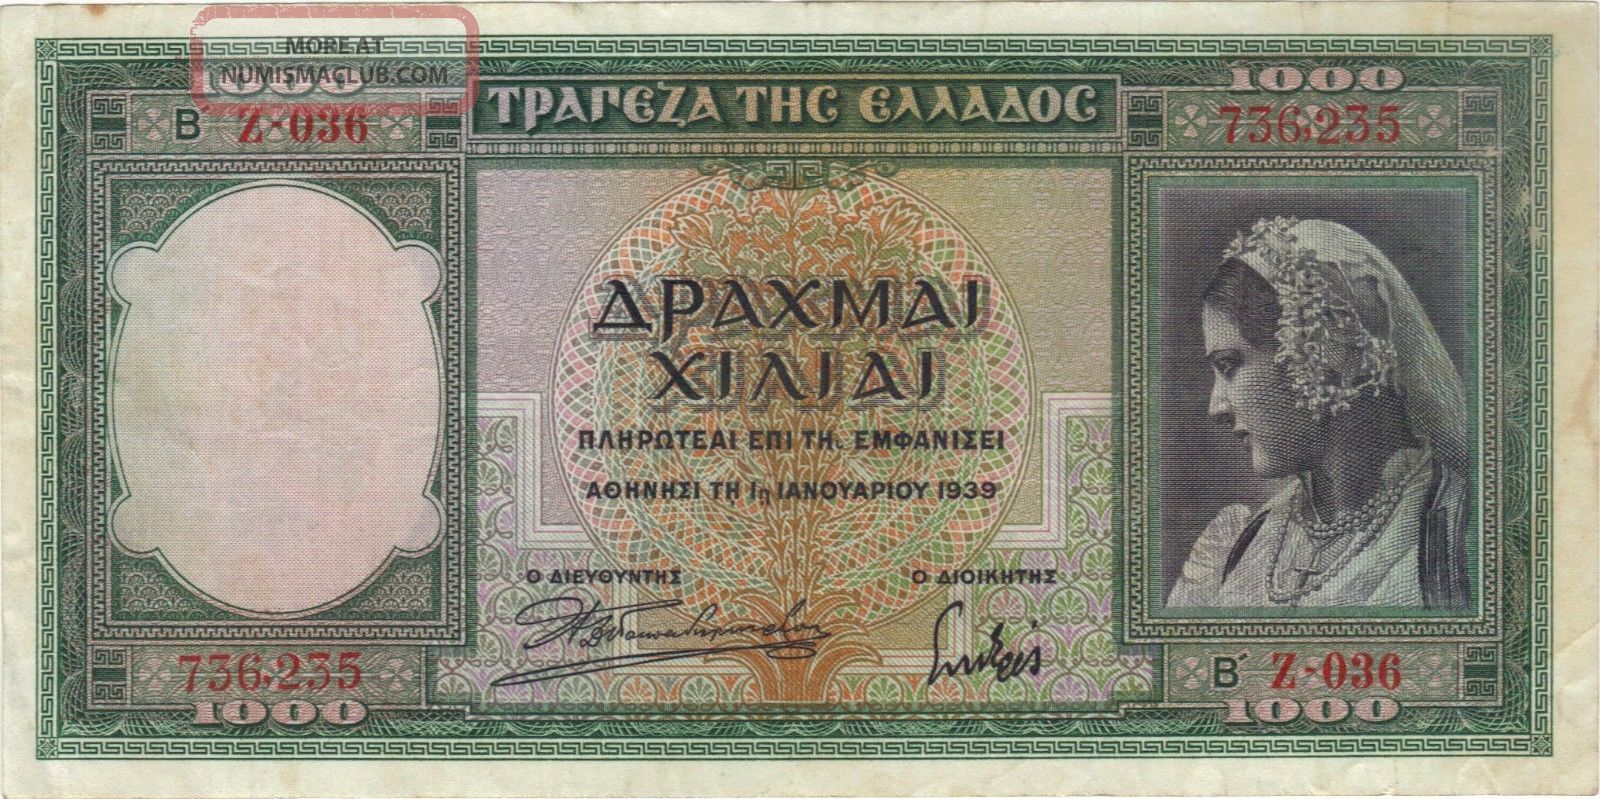 MORE AT
NUMISMACLUB.COM
1000
1000
Β Ζ-036
ΤΡΑΠΕΖΑ ΤΗΣ ΕΛΛΑΔΟΣ
736,235
ΔΡΑΧΜΑΙ
ΧΙΛΙΑΙ
ΠΛΗΡΩΤΕΑΙ ΕΠΙ ΤΗι ΕΜΦΑΝΙΣΕΙ
ΑΘΗΝΗΣΙ ΤΗ 1η ΙΑΝΟΥΑΡΙΟΥ 1939
Ο ΔΙΕΥΘΥΝΤΗΣ
Ο ΔΙΟΙΚΗΤΗΣ
736,235
Β΄ Ζ-036
1000
1000